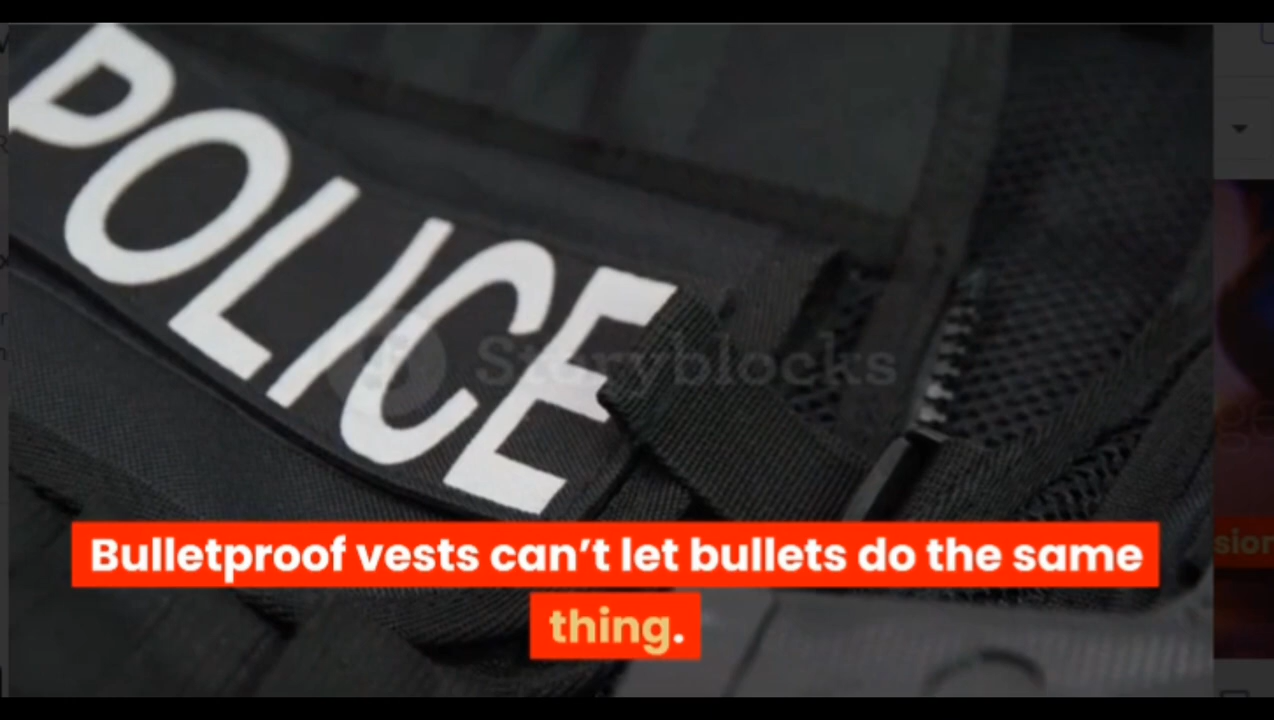 POLICE
Storyblocks
Bulletproof vests can’t let bullets do the same
thing.